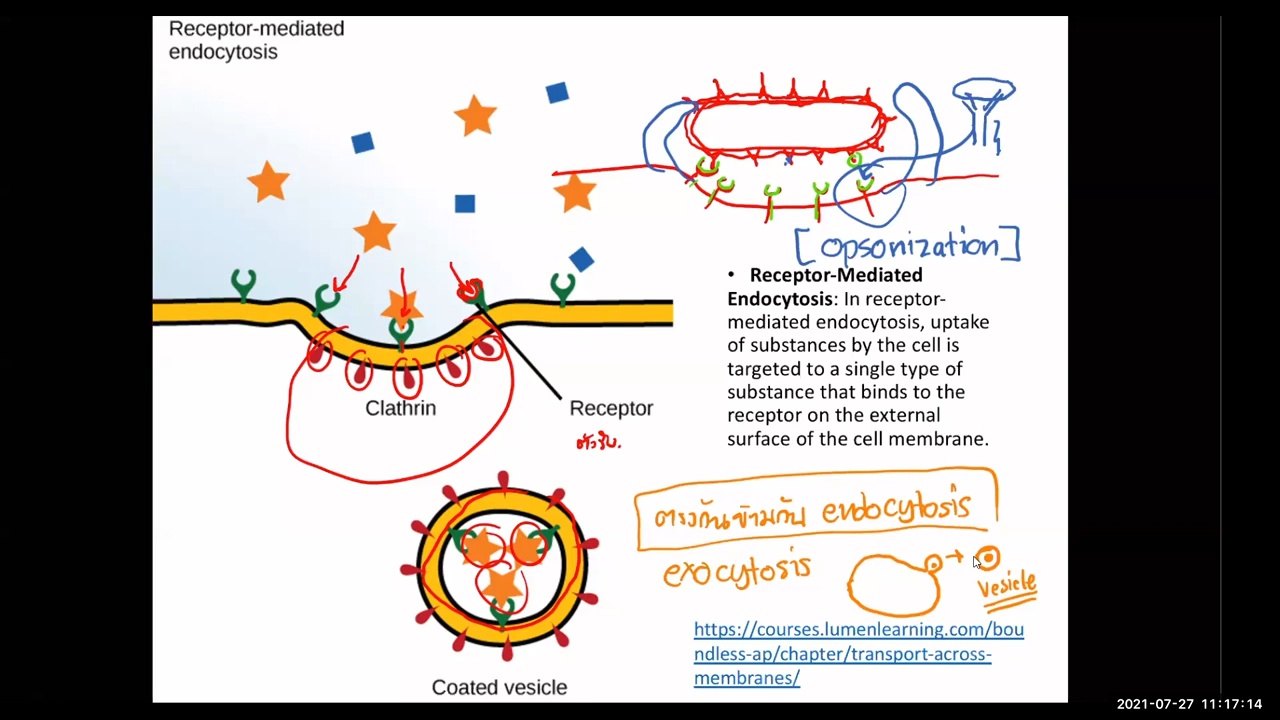 Receptor-mediated
endocytosis
[opsonization]
• Receptor-Mediated
Endocytosis: In receptor-
mediated endocytosis, uptake
of substances by the cell is
targeted to a single type of
substance that binds to the
receptor on the external
surface of the cell membrane.
Clathrin
Receptor
ตัวรับ.
Coated vesicle
ตรงกันข้ามกับ endocytosis
exocytosis
vesicle
https://courses.lumenlearning.com/bou
ndless-ap/chapter/transport-across-
membranes/
2021-07-27 11:17:14